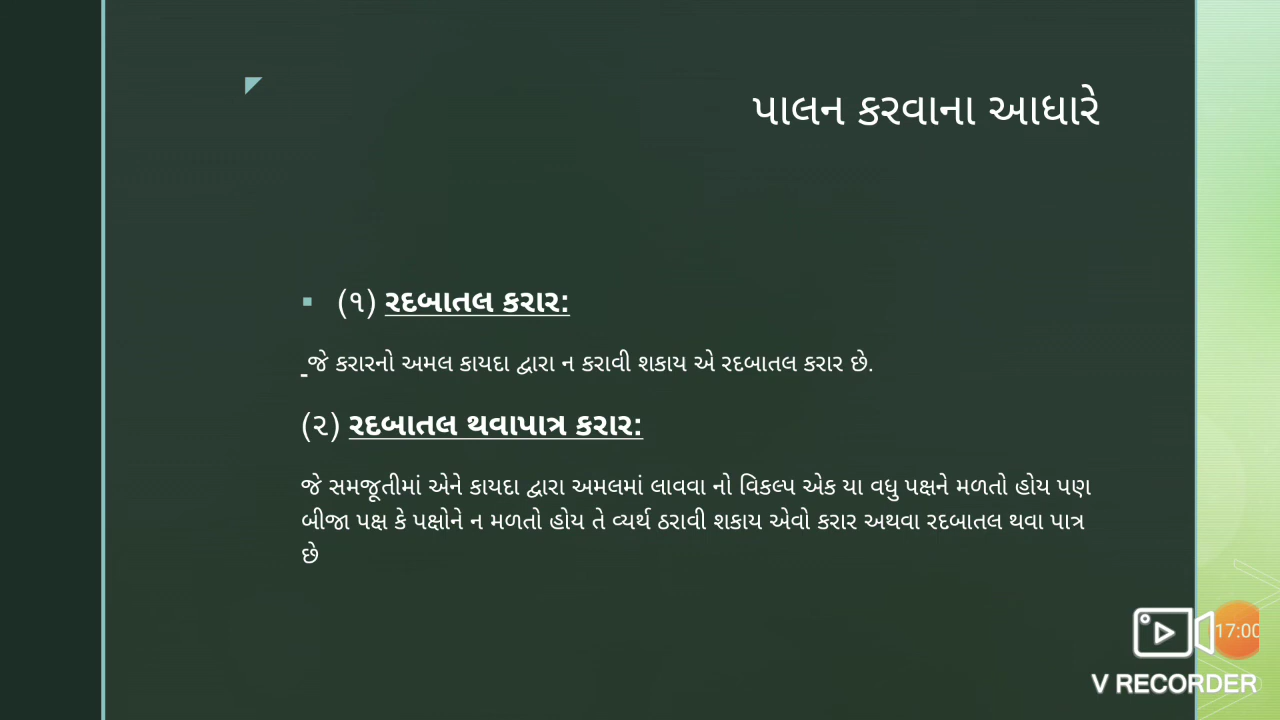 પાલન કરવાના આધારે
(૧) રદબાતલ કરાર:
-જે કરારનો અમલ કાયદા દ્વારા ન કરાવી શકાય એ રદબાતલ કરાર છે.
(૨) રદબાતલ થવાપાત્ર કરાર:
જે સમજૂતીમાં એને કાયદા દ્વારા અમલમાં લાવવા નો વિકલ્પ એક યા વધુ પક્ષને મળતો હોય પણ
બીજા પક્ષ કે પક્ષોને ન મળતો હોય તે વ્યર્થ ઠરાવી શકાય એવો કરાર અથવા રદબાતલ થવા પાત્ર
છે
17:00
V RECORDER